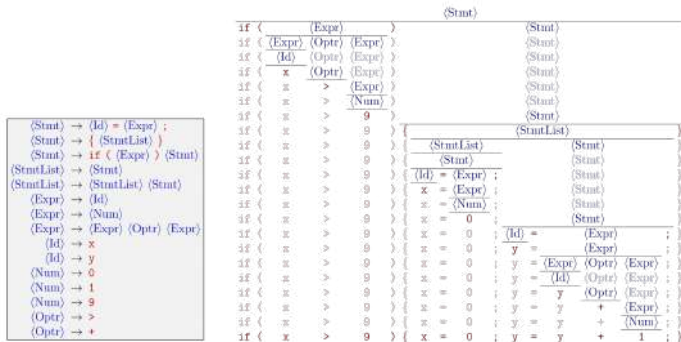 ⟨Stmt⟩ → ⟨Id⟩ = ⟨Expr⟩ ;
⟨Stmt⟩ → { ⟨StmtList⟩ }
⟨Stmt⟩ → if ( ⟨Expr⟩ ) ⟨Stmt⟩
⟨StmtList⟩ → ⟨Stmt⟩
⟨StmtList⟩ → ⟨StmtList⟩ ⟨Stmt⟩
⟨Expr⟩ → ⟨Id⟩
⟨Expr⟩ → ⟨Num⟩
⟨Expr⟩ → ⟨Expr⟩ ⟨Optr⟩ ⟨Expr⟩
⟨Id⟩ → x
⟨Id⟩ → y
⟨Num⟩ → 0
⟨Num⟩ → 1
⟨Num⟩ → 9
⟨Optr⟩ → >
⟨Optr⟩ → +
⟨Stmt⟩
if ( ⟨Expr⟩ ) ⟨Stmt⟩
if ( ⟨Expr⟩ ⟨Optr⟩ ⟨Expr⟩ ) ⟨Stmt⟩
if ( ⟨Id⟩ ⟨Optr⟩ ⟨Expr⟩ ) ⟨Stmt⟩
if ( x ⟨Optr⟩ ⟨Expr⟩ ) ⟨Stmt⟩
if ( x > ⟨Expr⟩ ) ⟨Stmt⟩
if ( x > ⟨Num⟩ ) ⟨Stmt⟩
if ( x > 9 ) ⟨Stmt⟩
if ( x > 9 ) { ⟨StmtList⟩ }
if ( x > 9 ) { ⟨StmtList⟩ ⟨Stmt⟩ }
if ( x > 9 ) { ⟨Stmt⟩ ⟨Stmt⟩ }
if ( x > 9 ) { ⟨Id⟩ = ⟨Expr⟩ ; ⟨Stmt⟩ }
if ( x > 9 ) { x = ⟨Expr⟩ ; ⟨Stmt⟩ }
if ( x > 9 ) { x = ⟨Num⟩ ; ⟨Stmt⟩ }
if ( x > 9 ) { x = 0 ; ⟨Stmt⟩ }
if ( x > 9 ) { x = 0 ; ⟨Id⟩ = ⟨Expr⟩ ; }
if ( x > 9 ) { x = 0 ; y = ⟨Expr⟩ ; }
if ( x > 9 ) { x = 0 ; y = ⟨Expr⟩ ⟨Optr⟩ ⟨Expr⟩ ; }
if ( x > 9 ) { x = 0 ; y = ⟨Id⟩ ⟨Optr⟩ ⟨Expr⟩ ; }
if ( x > 9 ) { x = 0 ; y = y ⟨Optr⟩ ⟨Expr⟩ ; }
if ( x > 9 ) { x = 0 ; y = y + ⟨Expr⟩ ; }
if ( x > 9 ) { x = 0 ; y = y + ⟨Num⟩ ; }
if ( x > 9 ) { x = 0 ; y = y + 1 ; }